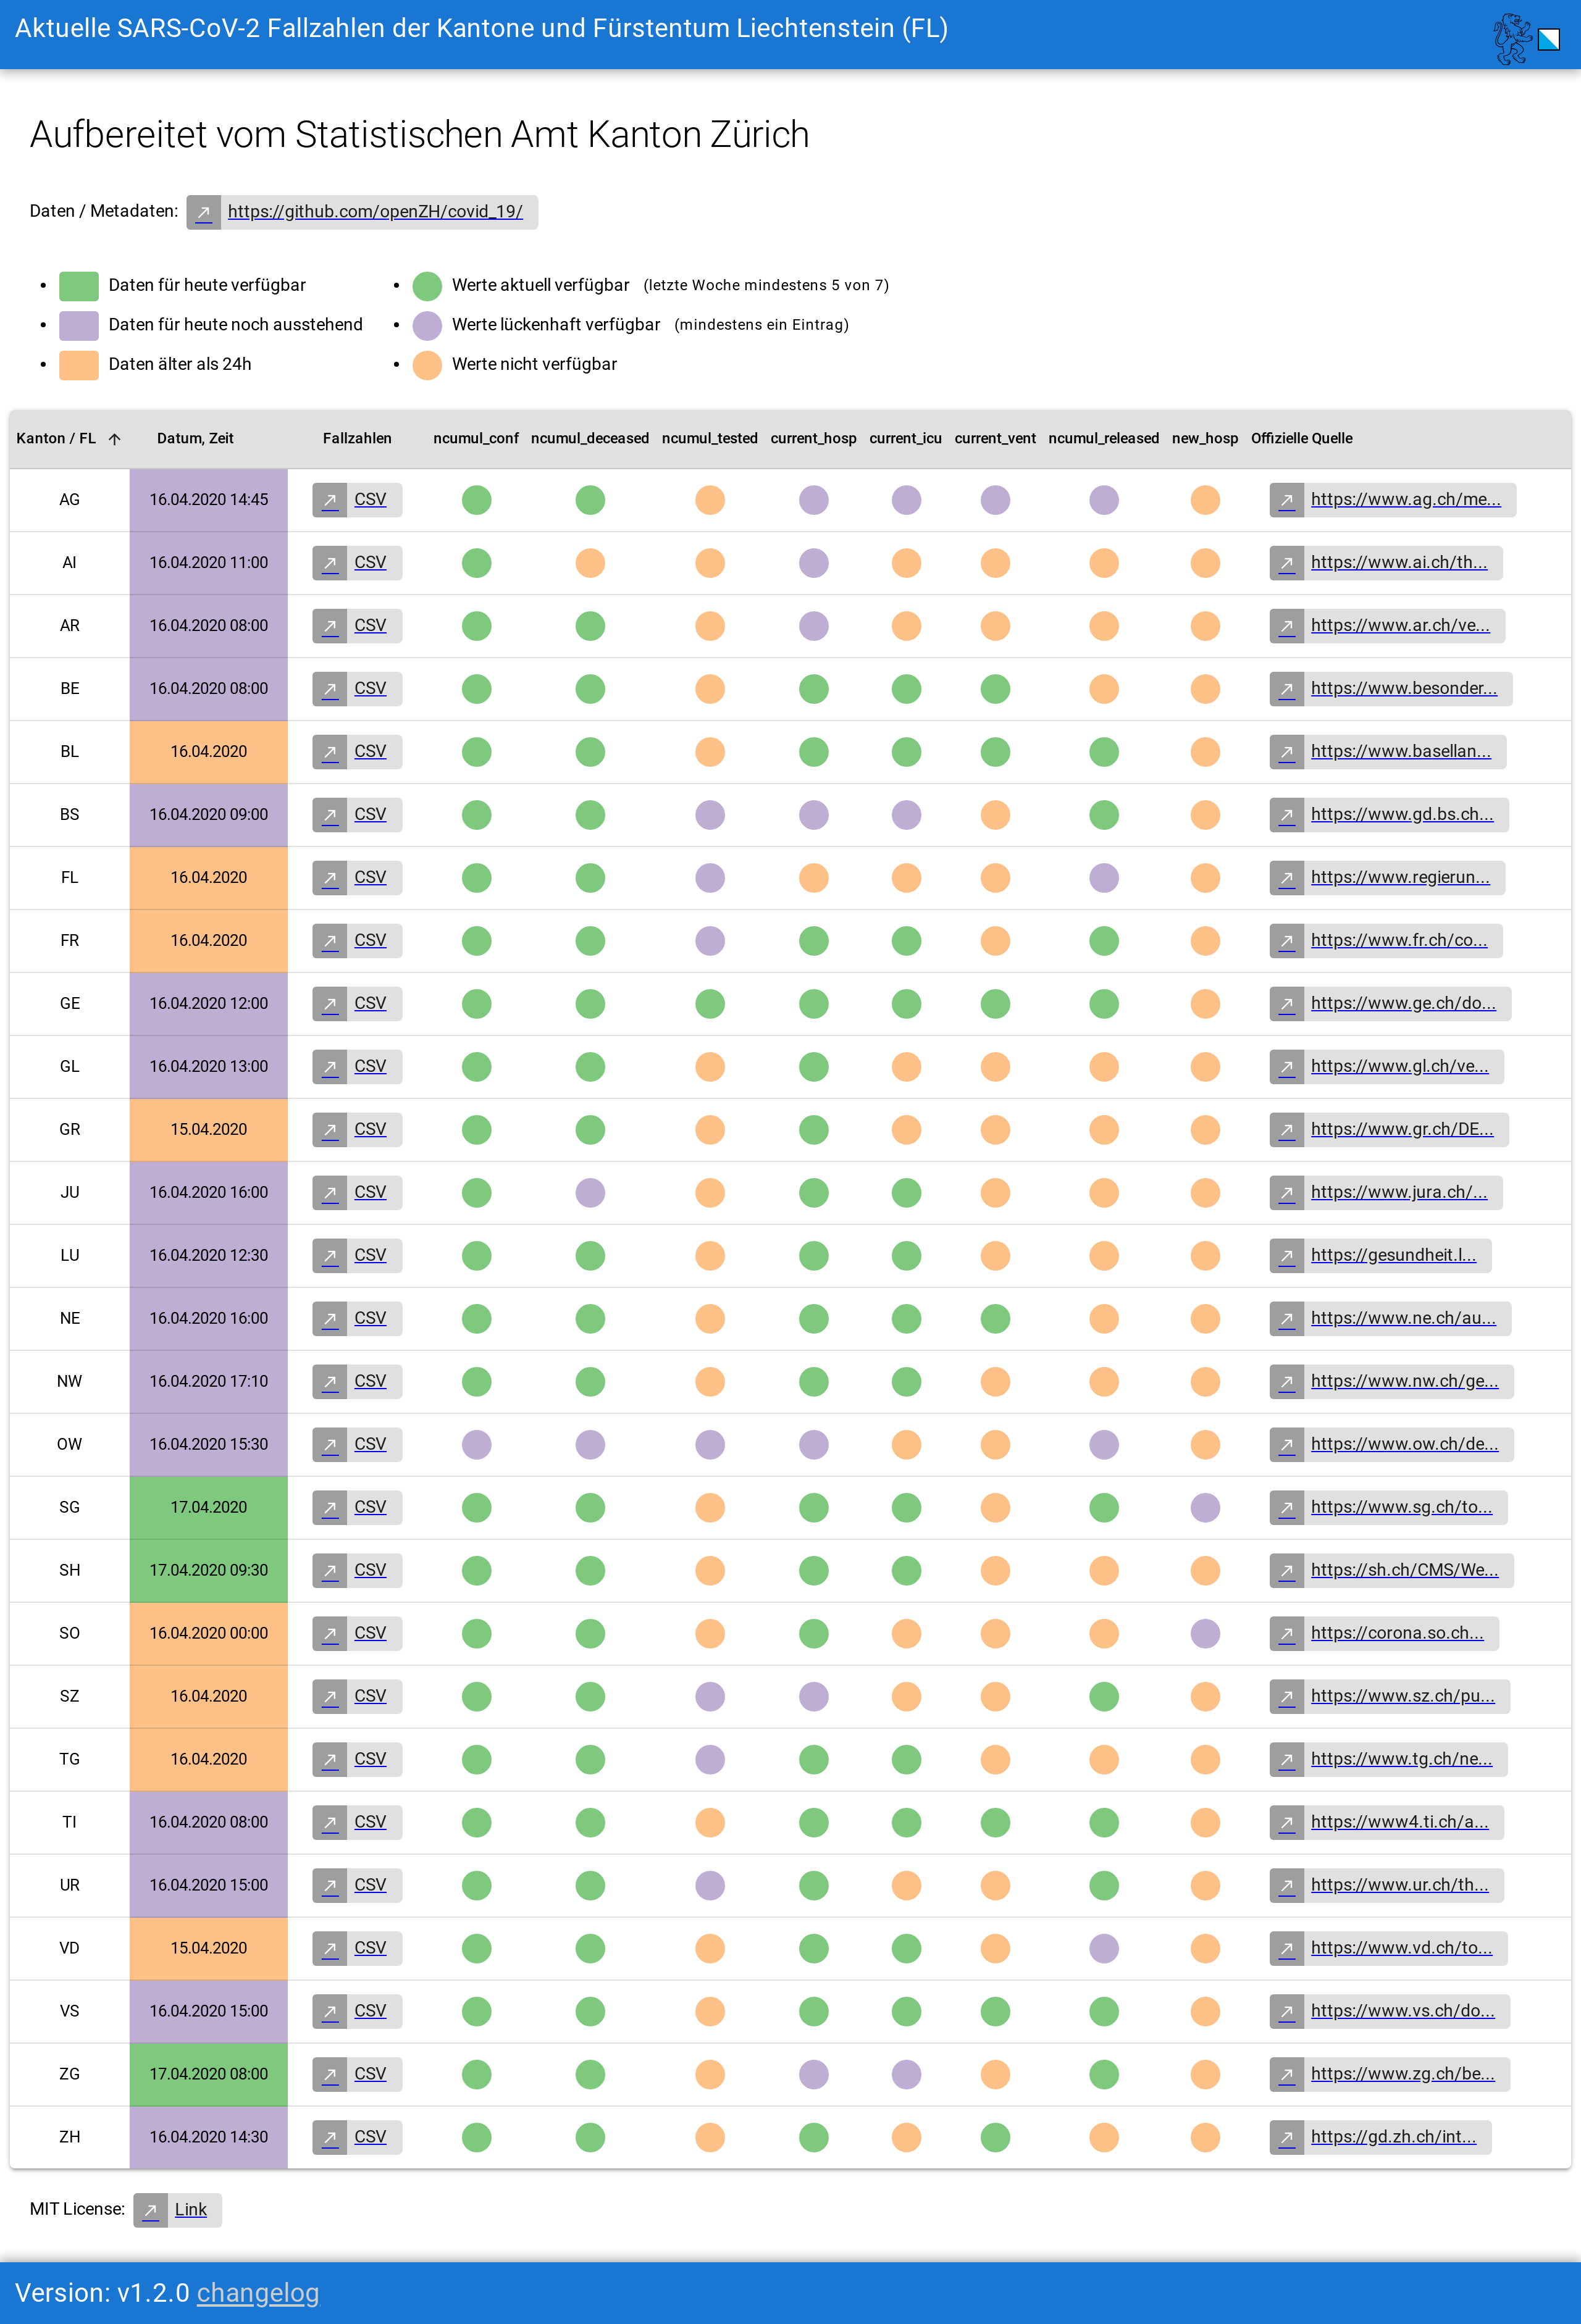 Aktuelle SARS-CoV-2 Fallzahlen der Kantone und Fürstentum Liechtenstein (FL)
Aufbereitet vom Statistischen Amt Kanton Zürich
Daten / Metadaten: https://github.com/openZH/covid_19/
Daten für heute verfügbar
Daten für heute noch ausstehend
Daten älter als 24h
Werte aktuell verfügbar (letzte Woche mindestens 5 von 7)
Werte lückenhaft verfügbar (mindestens ein Eintrag)
Werte nicht verfügbar
Kanton / FL Datum, Zeit Fallzahlen ncumul_conf ncumul_deceased ncumul_tested current_hosp current_icu current_vent ncumul_released new_hosp Offizielle Quelle
AG 16.04.2020 14:45 CSV https://www.ag.ch/me...
AI 16.04.2020 11:00 CSV https://www.ai.ch/th...
AR 16.04.2020 08:00 CSV https://www.ar.ch/ve...
BE 16.04.2020 08:00 CSV https://www.besonder...
BL 16.04.2020 CSV https://www.basellan...
BS 16.04.2020 09:00 CSV https://www.gd.bs.ch...
FL 16.04.2020 CSV https://www.regierun...
FR 16.04.2020 CSV https://www.fr.ch/co...
GE 16.04.2020 12:00 CSV https://www.ge.ch/do...
GL 16.04.2020 13:00 CSV https://www.gl.ch/ve...
GR 15.04.2020 CSV https://www.gr.ch/DE...
JU 16.04.2020 16:00 CSV https://www.jura.ch/...
LU 16.04.2020 12:30 CSV https://gesundheit.l...
NE 16.04.2020 16:00 CSV https://www.ne.ch/au...
NW 16.04.2020 17:10 CSV https://www.nw.ch/ge...
OW 16.04.2020 15:30 CSV https://www.ow.ch/de...
SG 17.04.2020 CSV https://www.sg.ch/to...
SH 17.04.2020 09:30 CSV https://sh.ch/CMS/We...
SO 16.04.2020 00:00 CSV https://corona.so.ch...
SZ 16.04.2020 CSV https://www.sz.ch/pu...
TG 16.04.2020 CSV https://www.tg.ch/ne...
TI 16.04.2020 08:00 CSV https://www4.ti.ch/a...
UR 16.04.2020 15:00 CSV https://www.ur.ch/th...
VD 15.04.2020 CSV https://www.vd.ch/to...
VS 16.04.2020 15:00 CSV https://www.vs.ch/do...
ZG 17.04.2020 08:00 CSV https://www.zg.ch/be...
ZH 16.04.2020 14:30 CSV https://gd.zh.ch/int...
MIT License: Link
Version: v1.2.0 changelog